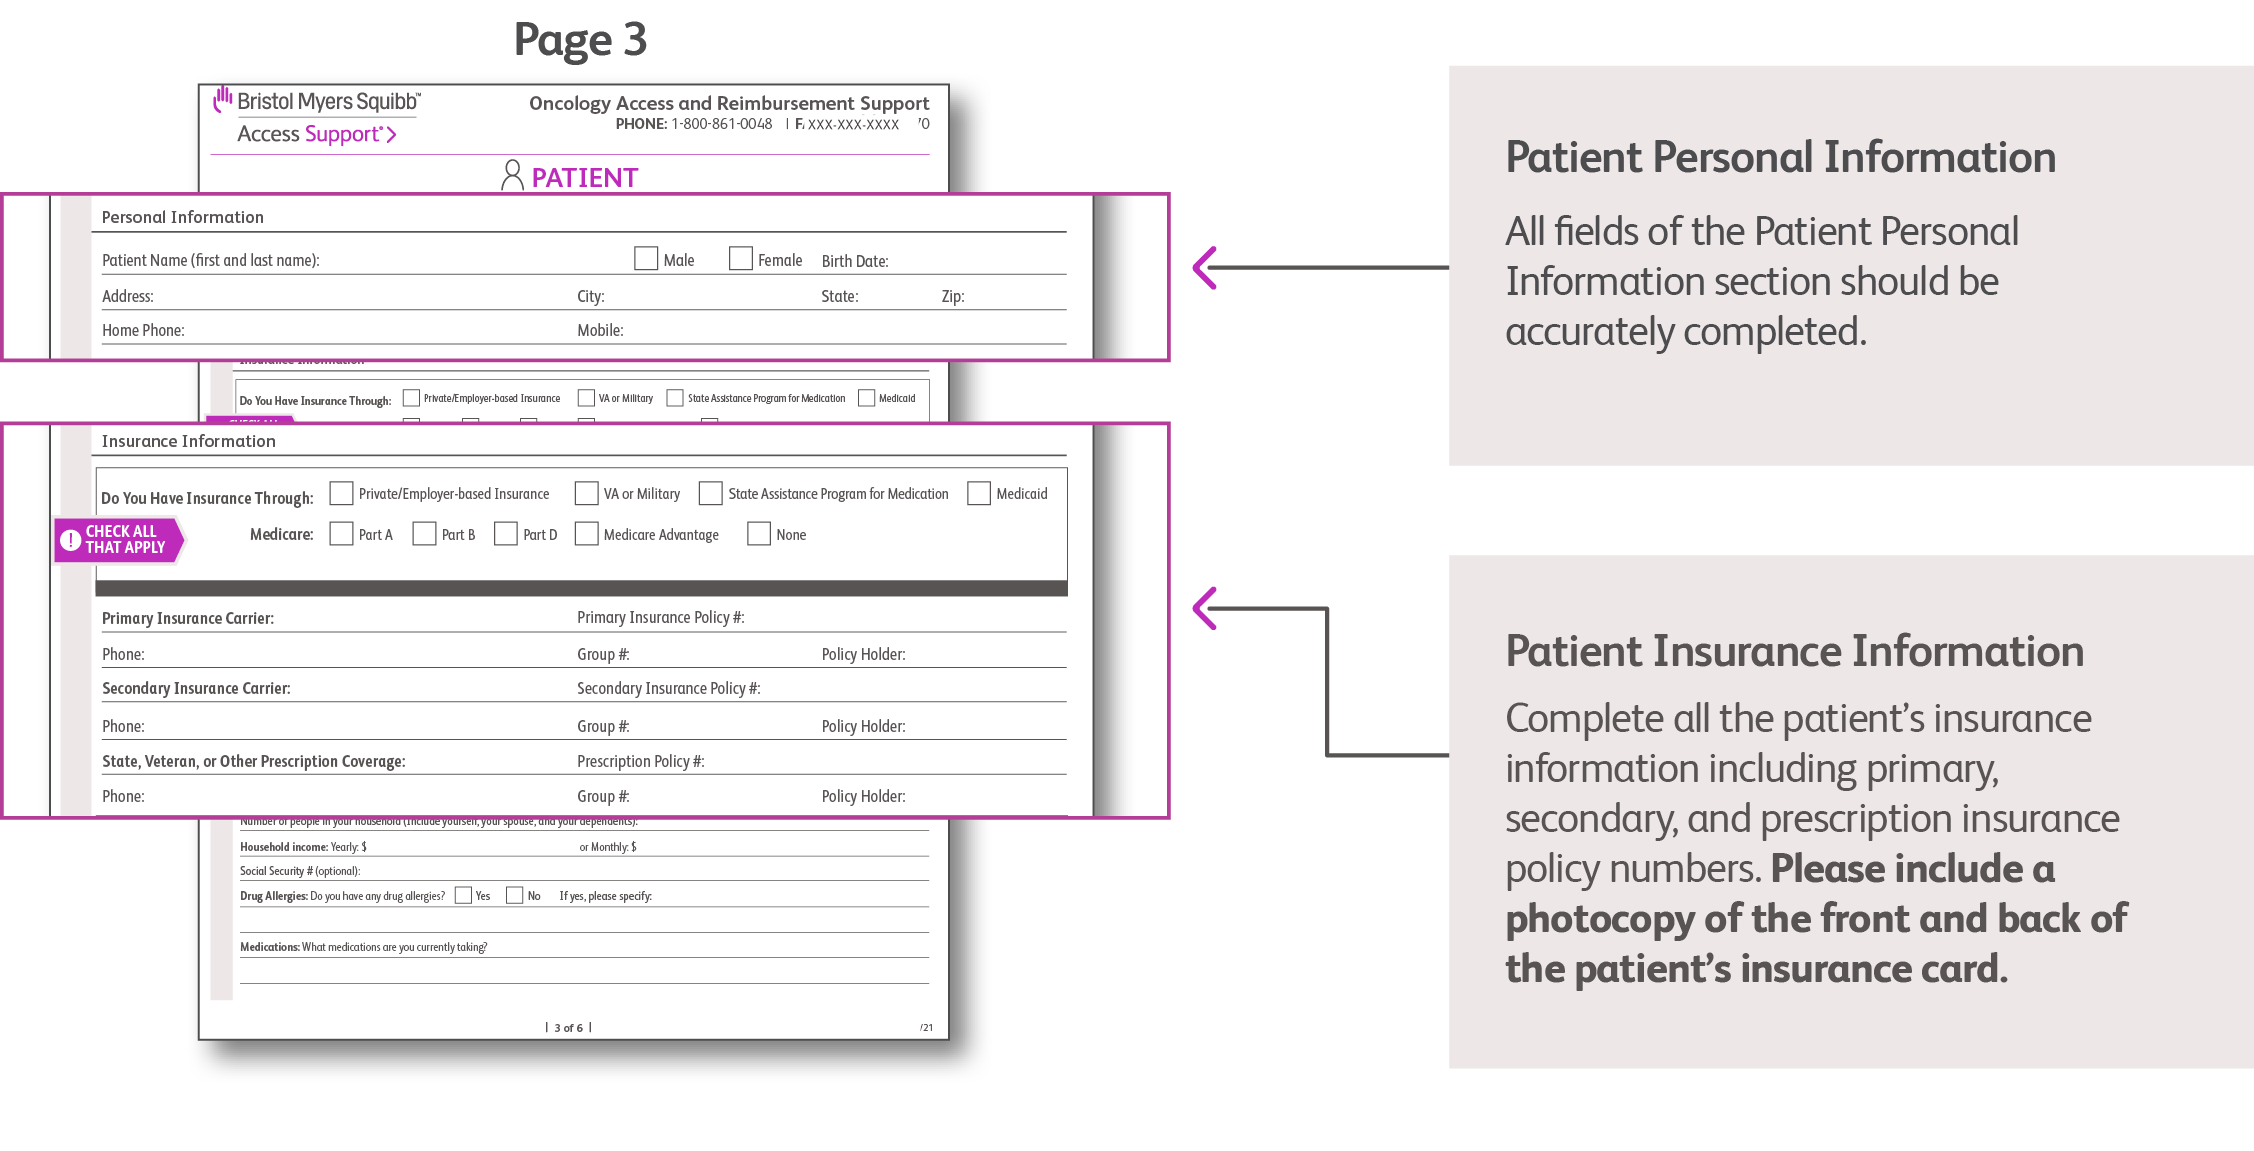 Page 3
Bristol Myers Squibb™
Access Support®
Oncology Access and Reimbursement Support
PHONE: 1-800-861-0048 | F XXX-XXX-XXXX 70
PATIENT
Personal Information
Patient Name (first and last name): Male Female Birth Date:
Address: City: State: Zip:
Home Phone: Mobile:
Insurance Information
Do You Have Insurance Through: Private/Employer-based Insurance VA or Military State Assistance Program for Medication Medicaid
CHECK ALL
Insurance Information
Do You Have Insurance Through: Private/Employer-based Insurance VA or Military State Assistance Program for Medication Medicaid
CHECK ALL
THAT APPLY
Medicare: Part A Part B Part D Medicare Advantage None
Primary Insurance Carrier: Primary Insurance Policy #:
Phone: Group #: Policy Holder:
Secondary Insurance Carrier: Secondary Insurance Policy #:
Phone: Group #: Policy Holder:
State, Veteran, or Other Prescription Coverage: Prescription Policy #:
Phone: Group #: Policy Holder:
Number of people in your household (include yourself, your spouse, and your dependents):
Household income: Yearly: $ or Monthly: $
Social Security # (optional):
Drug Allergies: Do you have any drug allergies? Yes No If yes, please specify:
Medications: What medications are you currently taking?
| 3 of 6 |
/21
Patient Personal Information
All fields of the Patient Personal
Information section should be
accurately completed.
Patient Insurance Information
Complete all the patient's insurance
information including primary,
secondary, and prescription insurance
policy numbers. Please include a
photocopy of the front and back of
the patient's insurance card.